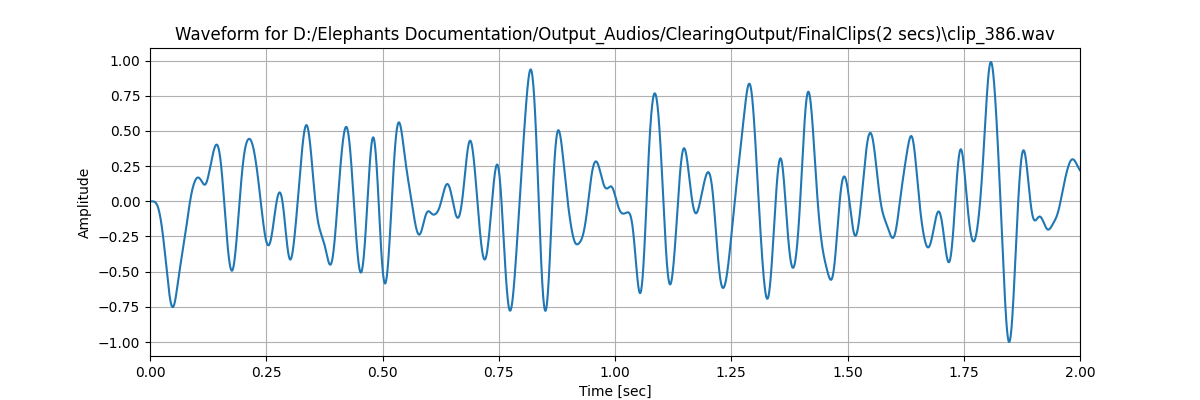 Waveform for D:/Elephants Documentation/Output_Audios/ClearingOutput/FinalClips(2 secs)\clip_386.wav
Amplitude
1.00
0.75
0.50
0.25
0.00
−0.25
−0.50
−0.75
−1.00
0.00 0.25 0.50 0.75 1.00 1.25 1.50 1.75 2.00
Time [sec]